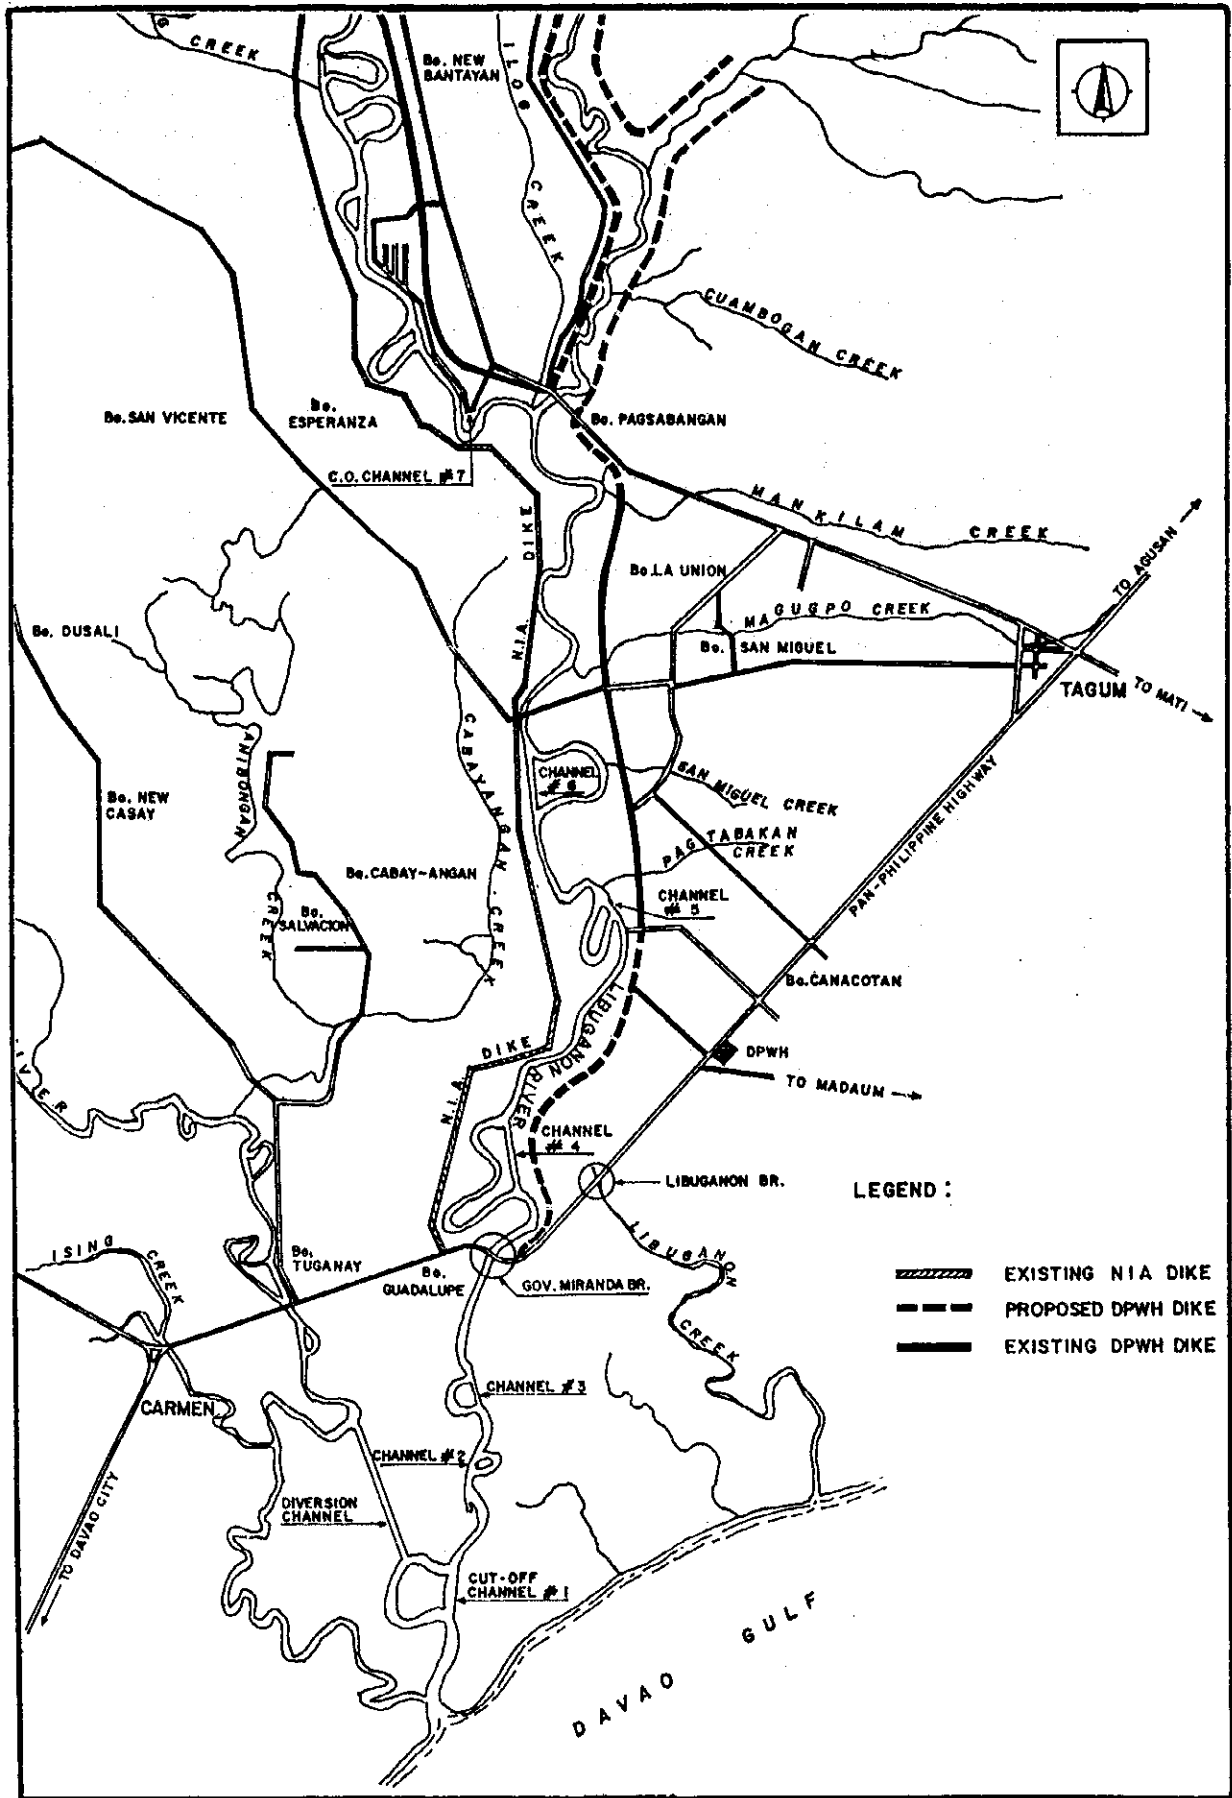 CREEK
Bo. NEW
BANTAYAN
ILOG
CAEEK
CUAMBOGAN CREEK
Bo. SAN VICENTE
Bo.
ESPERANZA
Bo. PAGSABANGAN
C.O. CHANNEL # 7
MANKILAM CREEK
N.I.A. DIKE
TO AGUSAN
Bo. LA UNION
MAGUGPO CREEK
Bo. DUSALI
Bo. SAN MIGUEL
TAGUM
TO MATI
CABAYANGAN CREEK
ANIBONGAN
CREEK
CHANNEL
# 6
SAN MIGUEL CREEK
PAN-PHILIPPINE HIGHWAY
Bo. NEW
CASAY
PAGTABAKAN
CREEK
Bo. CABAY-ANGAN
CHANNEL
# 5
Bo.
SALVACION
Bo. CANACOTAN
LIBUGANON RIVER
N.I.A. DIKE
DPWH
TO MADAUM
IVER
CHANNEL
# 4
LIBUGANON BR.
LEGEND :
ISING CREEK
Bo.
TUGANAY
Bo.
GUADALUPE
GOV. MIRANDA BR.
LIBUGANON
CREEK
EXISTING NIA DIKE
PROPOSED DPWH DIKE
EXISTING DPWH DIKE
CARMEN
CHANNEL # 3
CHANNEL # 2
TO DAVAO CITY
DIVERSION
CHANNEL
CUT-OFF
CHANNEL # 1
DAVAO GULF